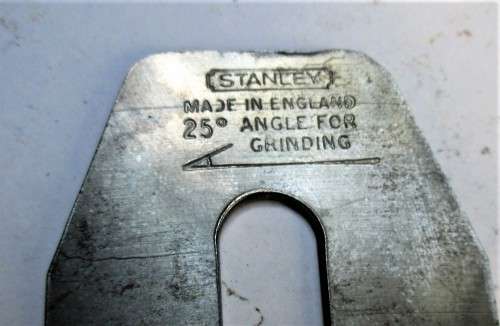 STANLEY
MADE IN ENGLAND
25° ANGLE FOR
GRINDING